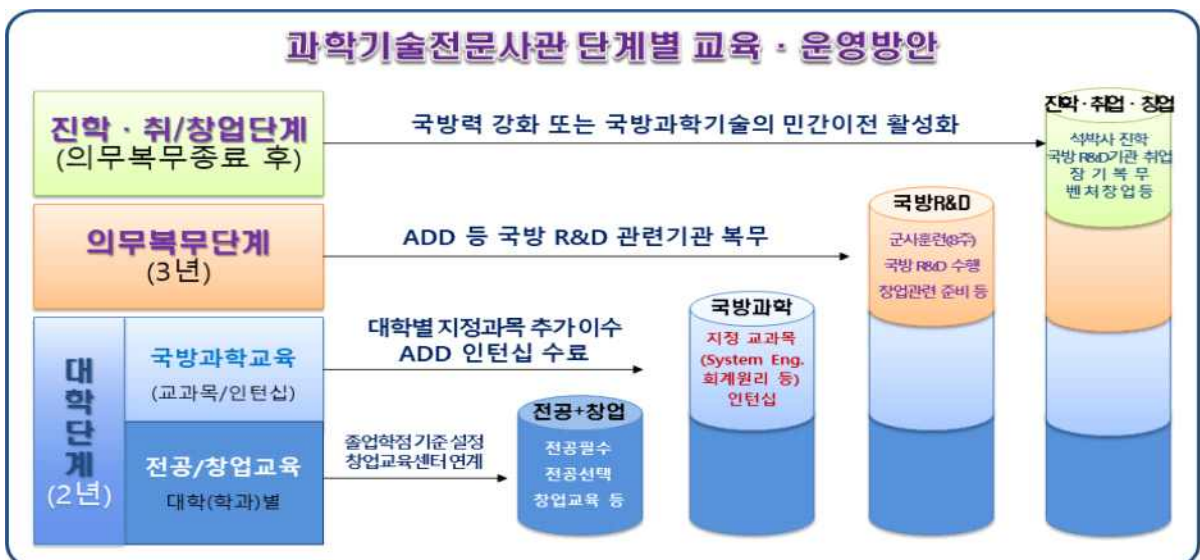 과학기술전문사관 단계별 교육 · 운영방안
진학 · 취/창업단계
(의무복무종료 후)
국방력 강화 또는 국방과학기술의 민간이전 활성화
진학·취업·창업
석박사 진학
국방 R&D기관 취업
장 기 복 무
벤처창업등
의무복무단계
(3년)
ADD 등 국방 R&D 관련기관 복무
국방R&D
군사훈련(8주)
국방 R&D 수행
창업관련 준비 등
대학단계
(2년)
국방과학교육
(교과목/인턴십)
대학별 지정과목 추가 이수
ADD 인턴십 수료
국방과학
지정 교과목
(System Eng.
회계원리 등)
인턴십
전공/창업교육
대학(학과)별
졸업학점 기준 설정
창업교육센터 연계
전공+창업
전공필수
전공선택
창업교육 등